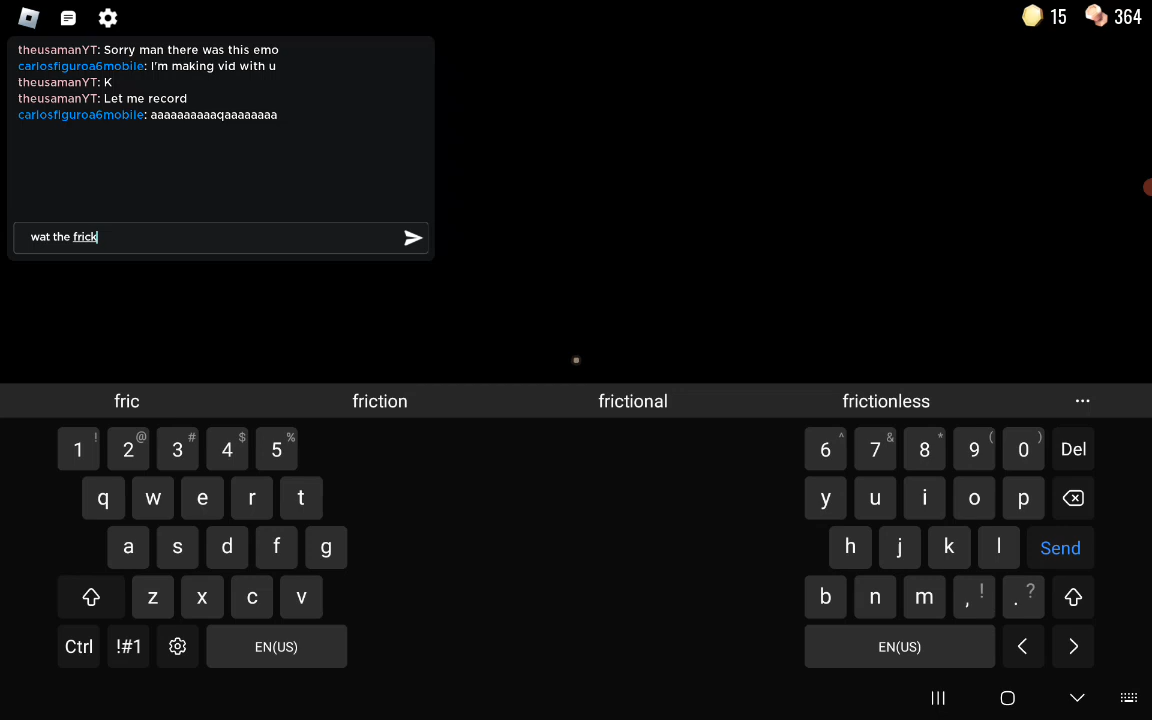 15 364
theusamanYT: Sorry man there was this emo
carlosfiguroa6mobile: I'm making vid with u
theusamanYT: K
theusamanYT: Let me record
carlosfiguroa6mobile: aaaaaaaaaaqaaaaaaaa
wat the frick
fric friction frictional frictionless ...
1 ! 2 @ 3 # 4 $ 5 % 6 ^ 7 & 8 * 9 ( 0 ) Del
q w e r t y u i o p
a s d f g h j k l Send
z x c v b n m , ! . ?
Ctrl !#1 EN(US) EN(US) < >